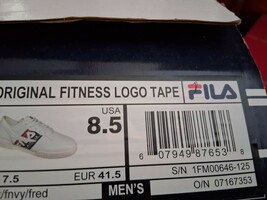 ORIGINAL FITNESS LOGO TAPE
FILA
USA
8.5
6 07949 87653 8
7.5
EUR 41.5
S/N 1FM00646-125
t/fnvy/fred
MEN'S
O/N 07167353